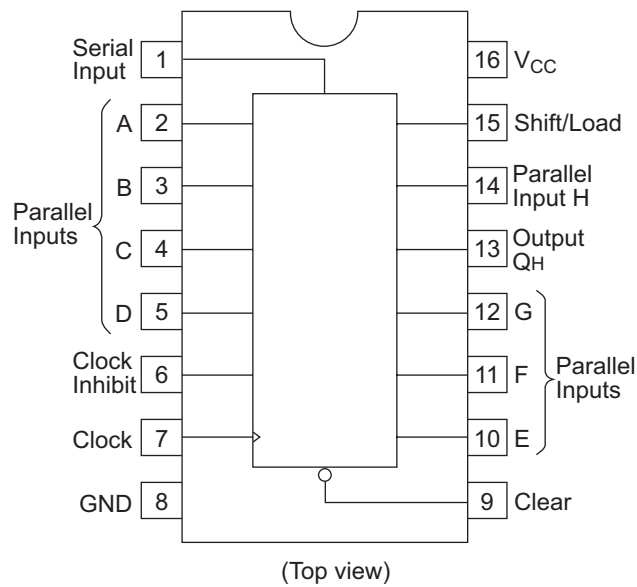 Serial
Input
1
16
VCC
A
2
15
Shift/Load
B
3
14
Parallel
Input H
Parallel
Inputs
C
4
13
Output
QH
D
5
12
G
Clock
Inhibit
6
11
F
Parallel
Inputs
Clock
7
10
E
GND
8
9
Clear
(Top view)